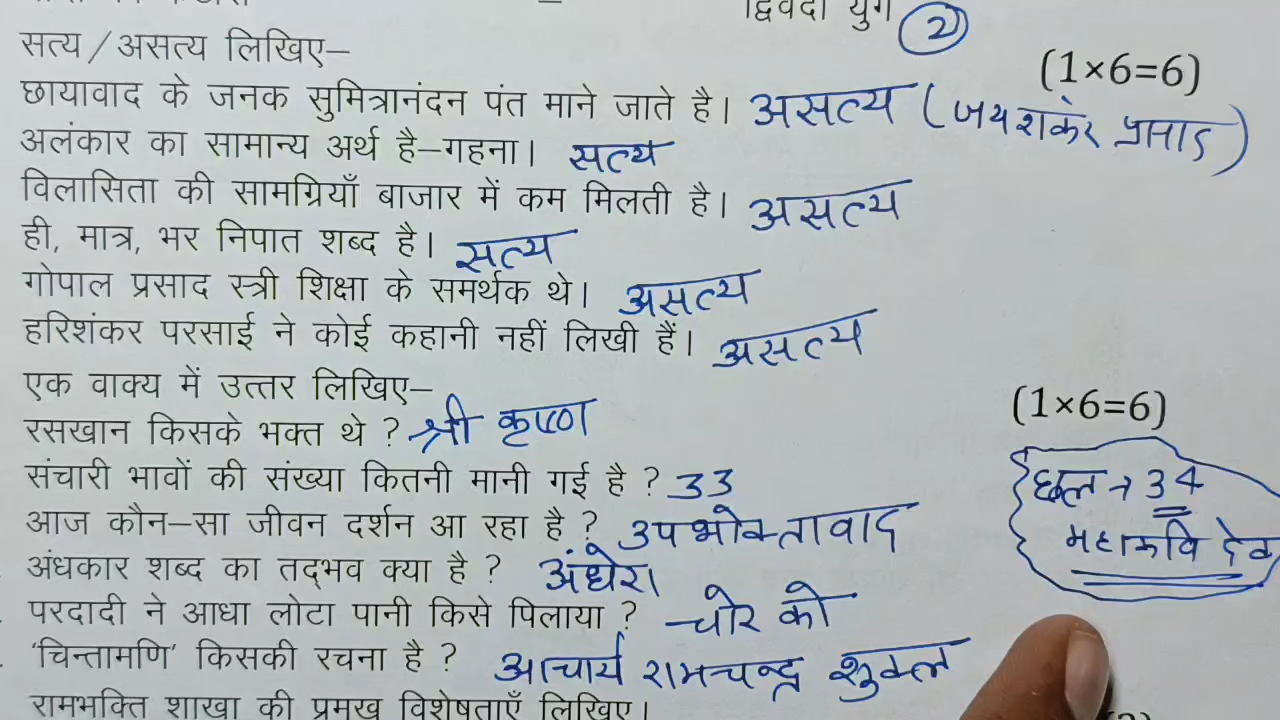 द्विवेदी युग 2
सत्य / असत्य लिखिए–
(1×6=6)
छायावाद के जनक सुमित्रानंदन पंत माने जाते है। असत्य (जयशंकर प्रसाद)
अलंकार का सामान्य अर्थ है–गहना। सत्य
विलासिता की सामग्रियाँ बाजार में कम मिलती है। असत्य
ही, मात्र, भर निपात शब्द है। सत्य
गोपाल प्रसाद स्त्री शिक्षा के समर्थक थे। असत्य
हरिशंकर परसाई ने कोई कहानी नहीं लिखी हैं। असत्य
एक वाक्य में उत्तर लिखिए–
(1×6=6)
रसखान किसके भक्त थे ? श्री कृष्ण
संचारी भावों की संख्या कितनी मानी गई है ? 33
छल → 34
महाकवि देव
आज कौन–सा जीवन दर्शन आ रहा है ? उपभोक्तावाद
अंधकार शब्द का तद्भव क्या है ? अंधेरा
परदादी ने आधा लोटा पानी किसे पिलाया ? चोर को
'चिन्तामणि' किसकी रचना है ? आचार्य रामचन्द्र शुक्ल
रामभक्ति शाखा की प्रमुख विशेषताएँ लिखिए।